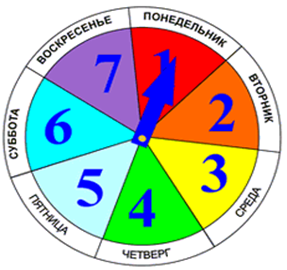 ПОНЕДЕЛЬНИК
1
ВТОРНИК
2
СРЕДА
3
ЧЕТВЕРГ
4
ПЯТНИЦА
5
СУББОТА
6
ВОСКРЕСЕНЬЕ
7